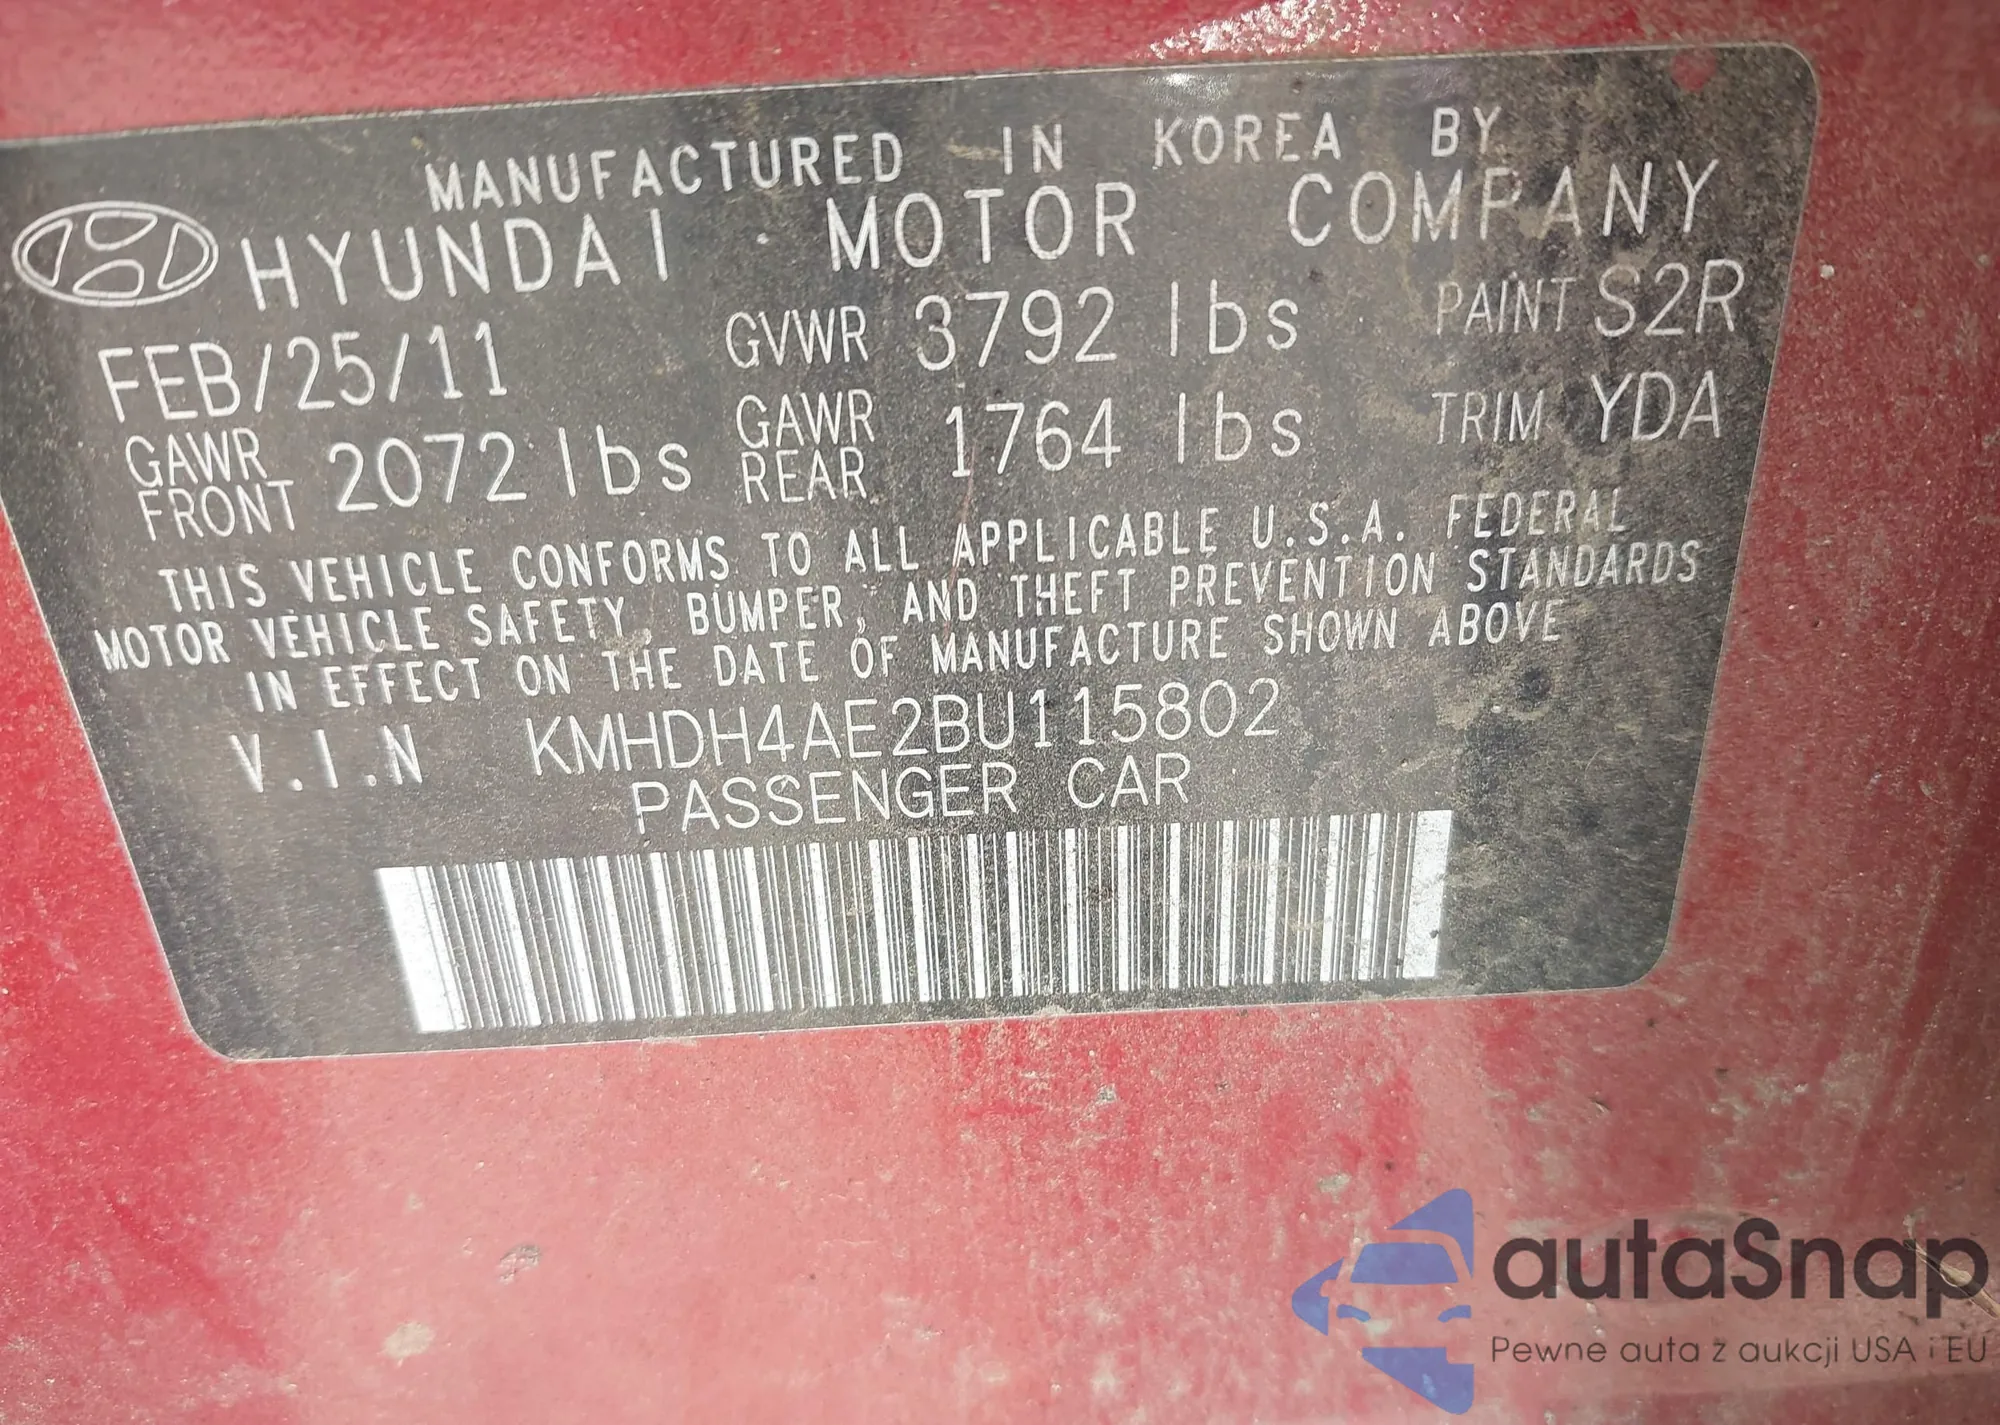 MANUFACTURED IN KOREA BY
HYUNDAI MOTOR COMPANY
FEB/25/11 GVWR 3792 lbs PAINT S2R
GAWR FRONT 2072 lbs GAWR REAR 1764 lbs TRIM YDA
THIS VEHICLE CONFORMS TO ALL APPLICABLE U.S.A. FEDERAL
MOTOR VEHICLE SAFETY, BUMPER, AND THEFT PREVENTION STANDARDS
IN EFFECT ON THE DATE OF MANUFACTURE SHOWN ABOVE
V.I.N KMHDH4AE2BU115802
PASSENGER CAR
autaSnap
Pewne auta z aukcji USA i EU